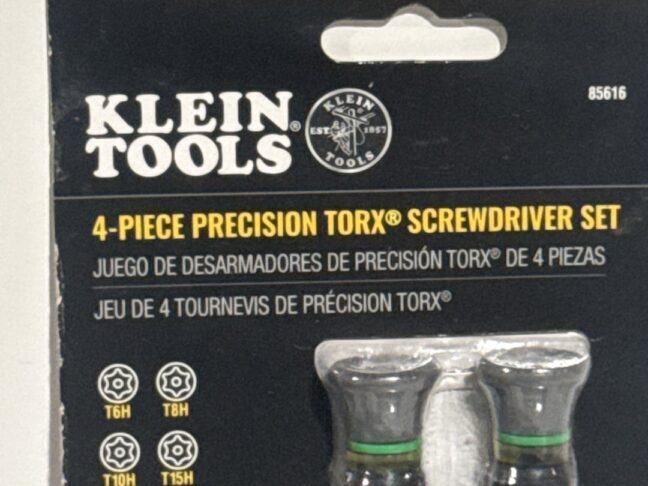 KLEIN
TOOLS®
KLEIN
EST. 1857
TOOLS
85616
4-PIECE PRECISION TORX® SCREWDRIVER SET
JUEGO DE DESARMADORES DE PRECISIÓN TORX® DE 4 PIEZAS
JEU DE 4 TOURNEVIS DE PRÉCISION TORX®
T6H T8H
T10H T15H